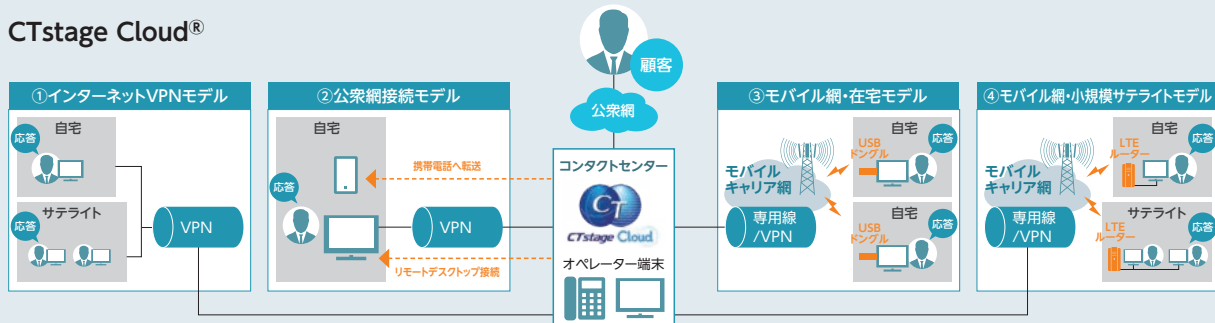 CTstage Cloud®
顧客
公衆網
①インターネットVPNモデル
自宅
応答
サテライト
応答
VPN
②公衆網接続モデル
自宅
応答
携帯電話へ転送
VPN
リモートデスクトップ接続
コンタクトセンター
CT
CTstage Cloud
オペレーター端末
③モバイル網・在宅モデル
モバイル
キャリア網
専用線
/VPN
自宅
USB
ドングル
応答
自宅
USB
ドングル
応答
④モバイル網・小規模サテライトモデル
モバイル
キャリア網
専用線
/VPN
自宅
LTE
ルーター
応答
サテライト
LTE
ルーター
応答